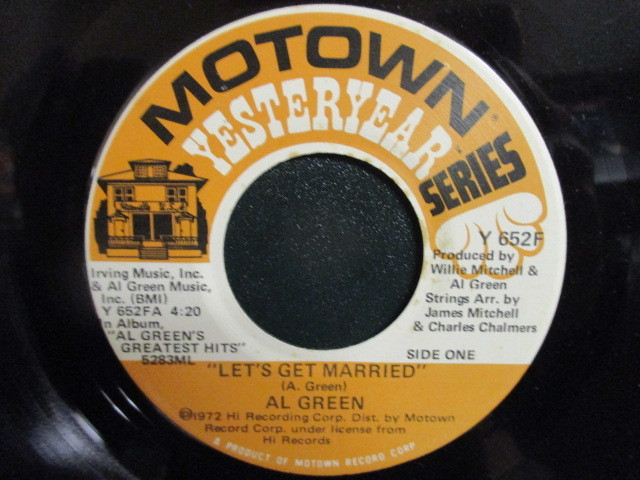 MOTOWN
YESTERYEAR
SERIES
Irving Music, Inc.
& Al Green Music,
Inc. (BMI)
Y 652FA 4:20
n Album,
"AL GREEN'S
GREATEST HITS"
5283ML
Y 652F
Produced by
Willie Mitchell &
Al Green
Strings Arr. by
James Mitchell
& Charles Chalmers
SIDE ONE
"LET'S GET MARRIED"
(A. Green)
AL GREEN
℗1972 Hi Recording Corp. Dist. by Motown
Record Corp. under license from
Hi Records
A PRODUCT OF MOTOWN RECORD CORP.